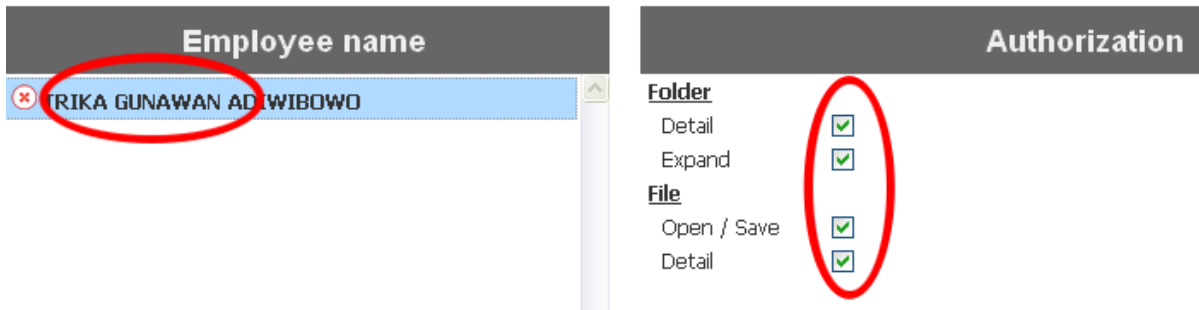 Employee name
TRIKA GUNAWAN ADIWIBOWO
Authorization
Folder
Detail
Expand
File
Open / Save
Detail